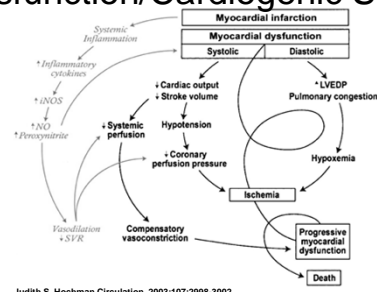 sfunction/Cardiogenic S
Myocardial infarction
Myocardial dysfunction
Systolic
Diastolic
Systemic
Inflammation
↑Inflammatory
cytokines
↑iNOS
↑NO
↑Peroxynitrite
Vasodilation
↓SVR
↓Cardiac output
↓Stroke volume
↓Systemic
perfusion
Hypotension
↓Coronary
perfusion pressure
↑LVEDP
Pulmonary congestion
Hypoxemia
Ischemia
Compensatory
vasoconstriction
Progressive
myocardial
dysfunction
Death
Judith S. Hochman Circulation. 2003;107:2998-3002